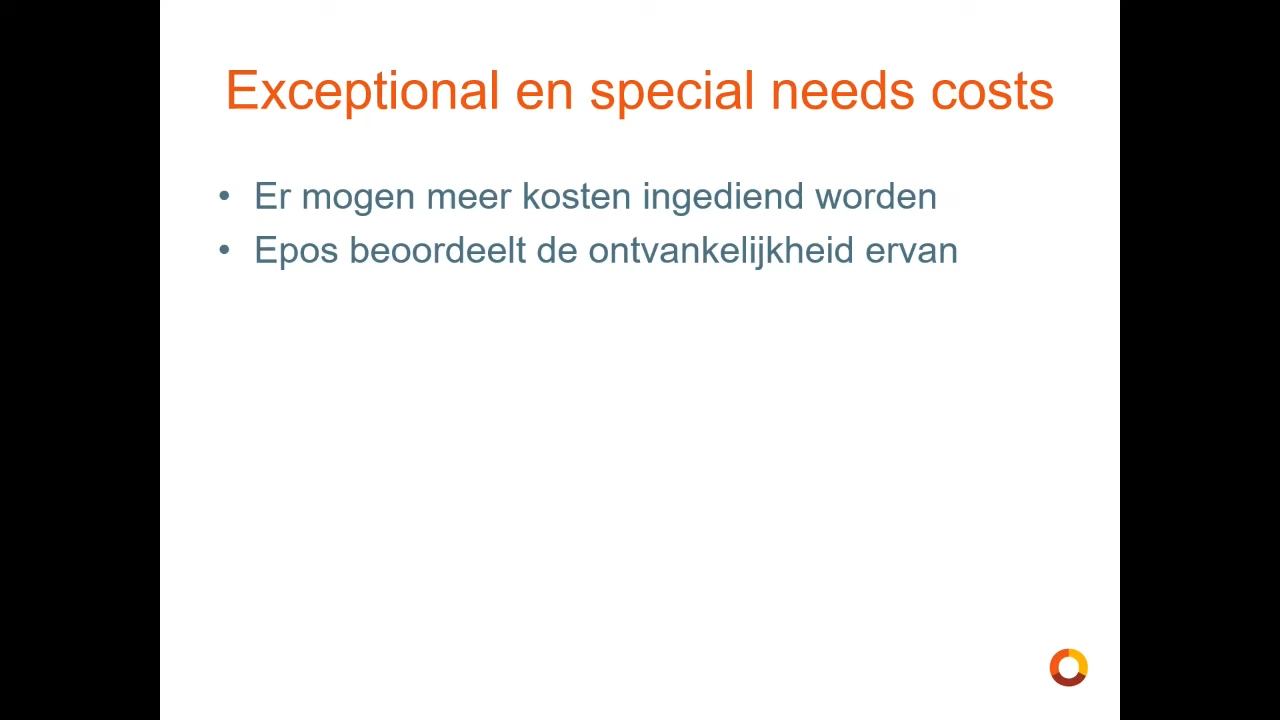 Exceptional en special needs costs
• Er mogen meer kosten ingediend worden
• Epos beoordeelt de ontvankelijkheid ervan